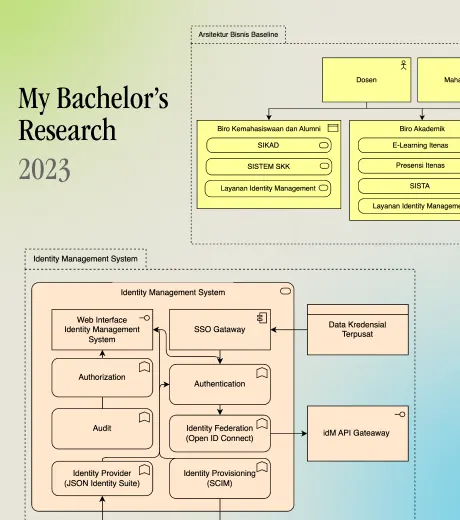 Arsitektur Bisnis Baseline
Dosen
My Bachelor's
Research
2023
Biro Kemahasiswaan dan Alumni
SIKAD
SISTEM SKK
Layanan Identity Management
Biro Akademik
E-Learning Itenas
Presensi Itenas
SISTA
Layanan Identity
Identity Management System
Identity Management System
Web Interface
Identity Management
System
SSO Gataway
Data Kredensial
Terpusat
Authorization
Authentication
Audit
Identity Federation
(Open ID Connect)
idM API Gateaway
Identity Provider
(JSON Identity Suite)
Identity Provisioning
(SCIM)